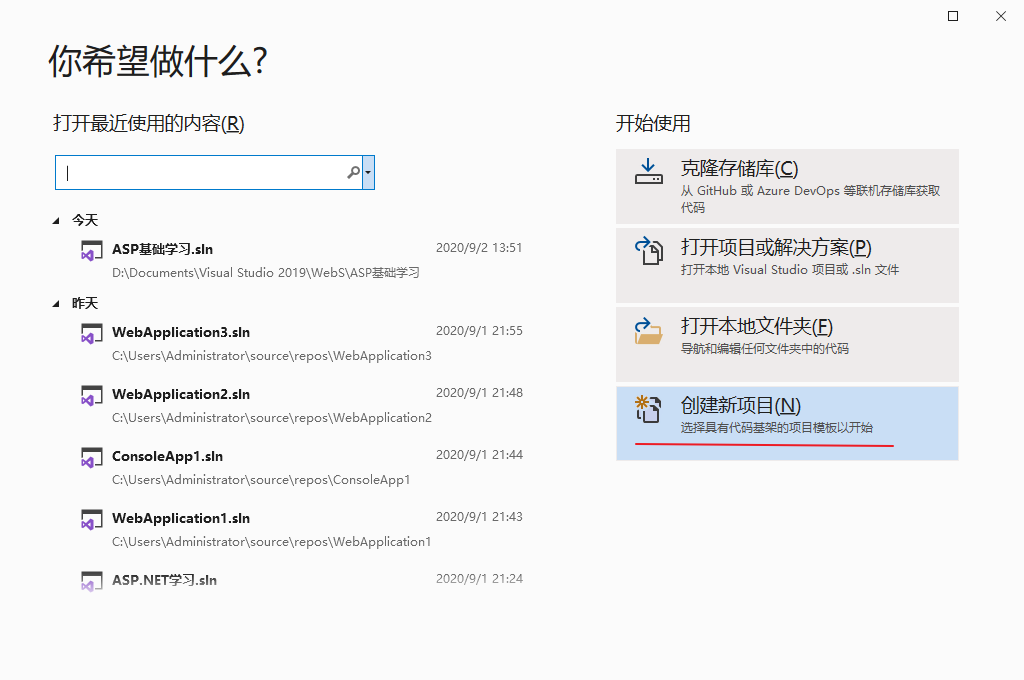 你希望做什么?
打开最近使用的内容(R)
今天
ASP基础学习.sln
2020/9/2 13:51
D:\Documents\Visual Studio 2019\WebS\ASP基础学习
昨天
WebApplication3.sln
2020/9/1 21:55
C:\Users\Administrator\source\repos\WebApplication3
WebApplication2.sln
2020/9/1 21:48
C:\Users\Administrator\source\repos\WebApplication2
ConsoleApp1.sln
2020/9/1 21:44
C:\Users\Administrator\source\repos\ConsoleApp1
WebApplication1.sln
2020/9/1 21:43
C:\Users\Administrator\source\repos\WebApplication1
ASP.NET学习.sln
2020/9/1 21:24
开始使用
克隆存储库(C)
从 GitHub 或 Azure DevOps 等联机存储库获取
代码
打开项目或解决方案(P)
打开本地 Visual Studio 项目或 .sln 文件
打开本地文件夹(F)
导航和编辑任何文件夹中的代码
创建新项目(N)
选择具有代码基架的项目模板以开始